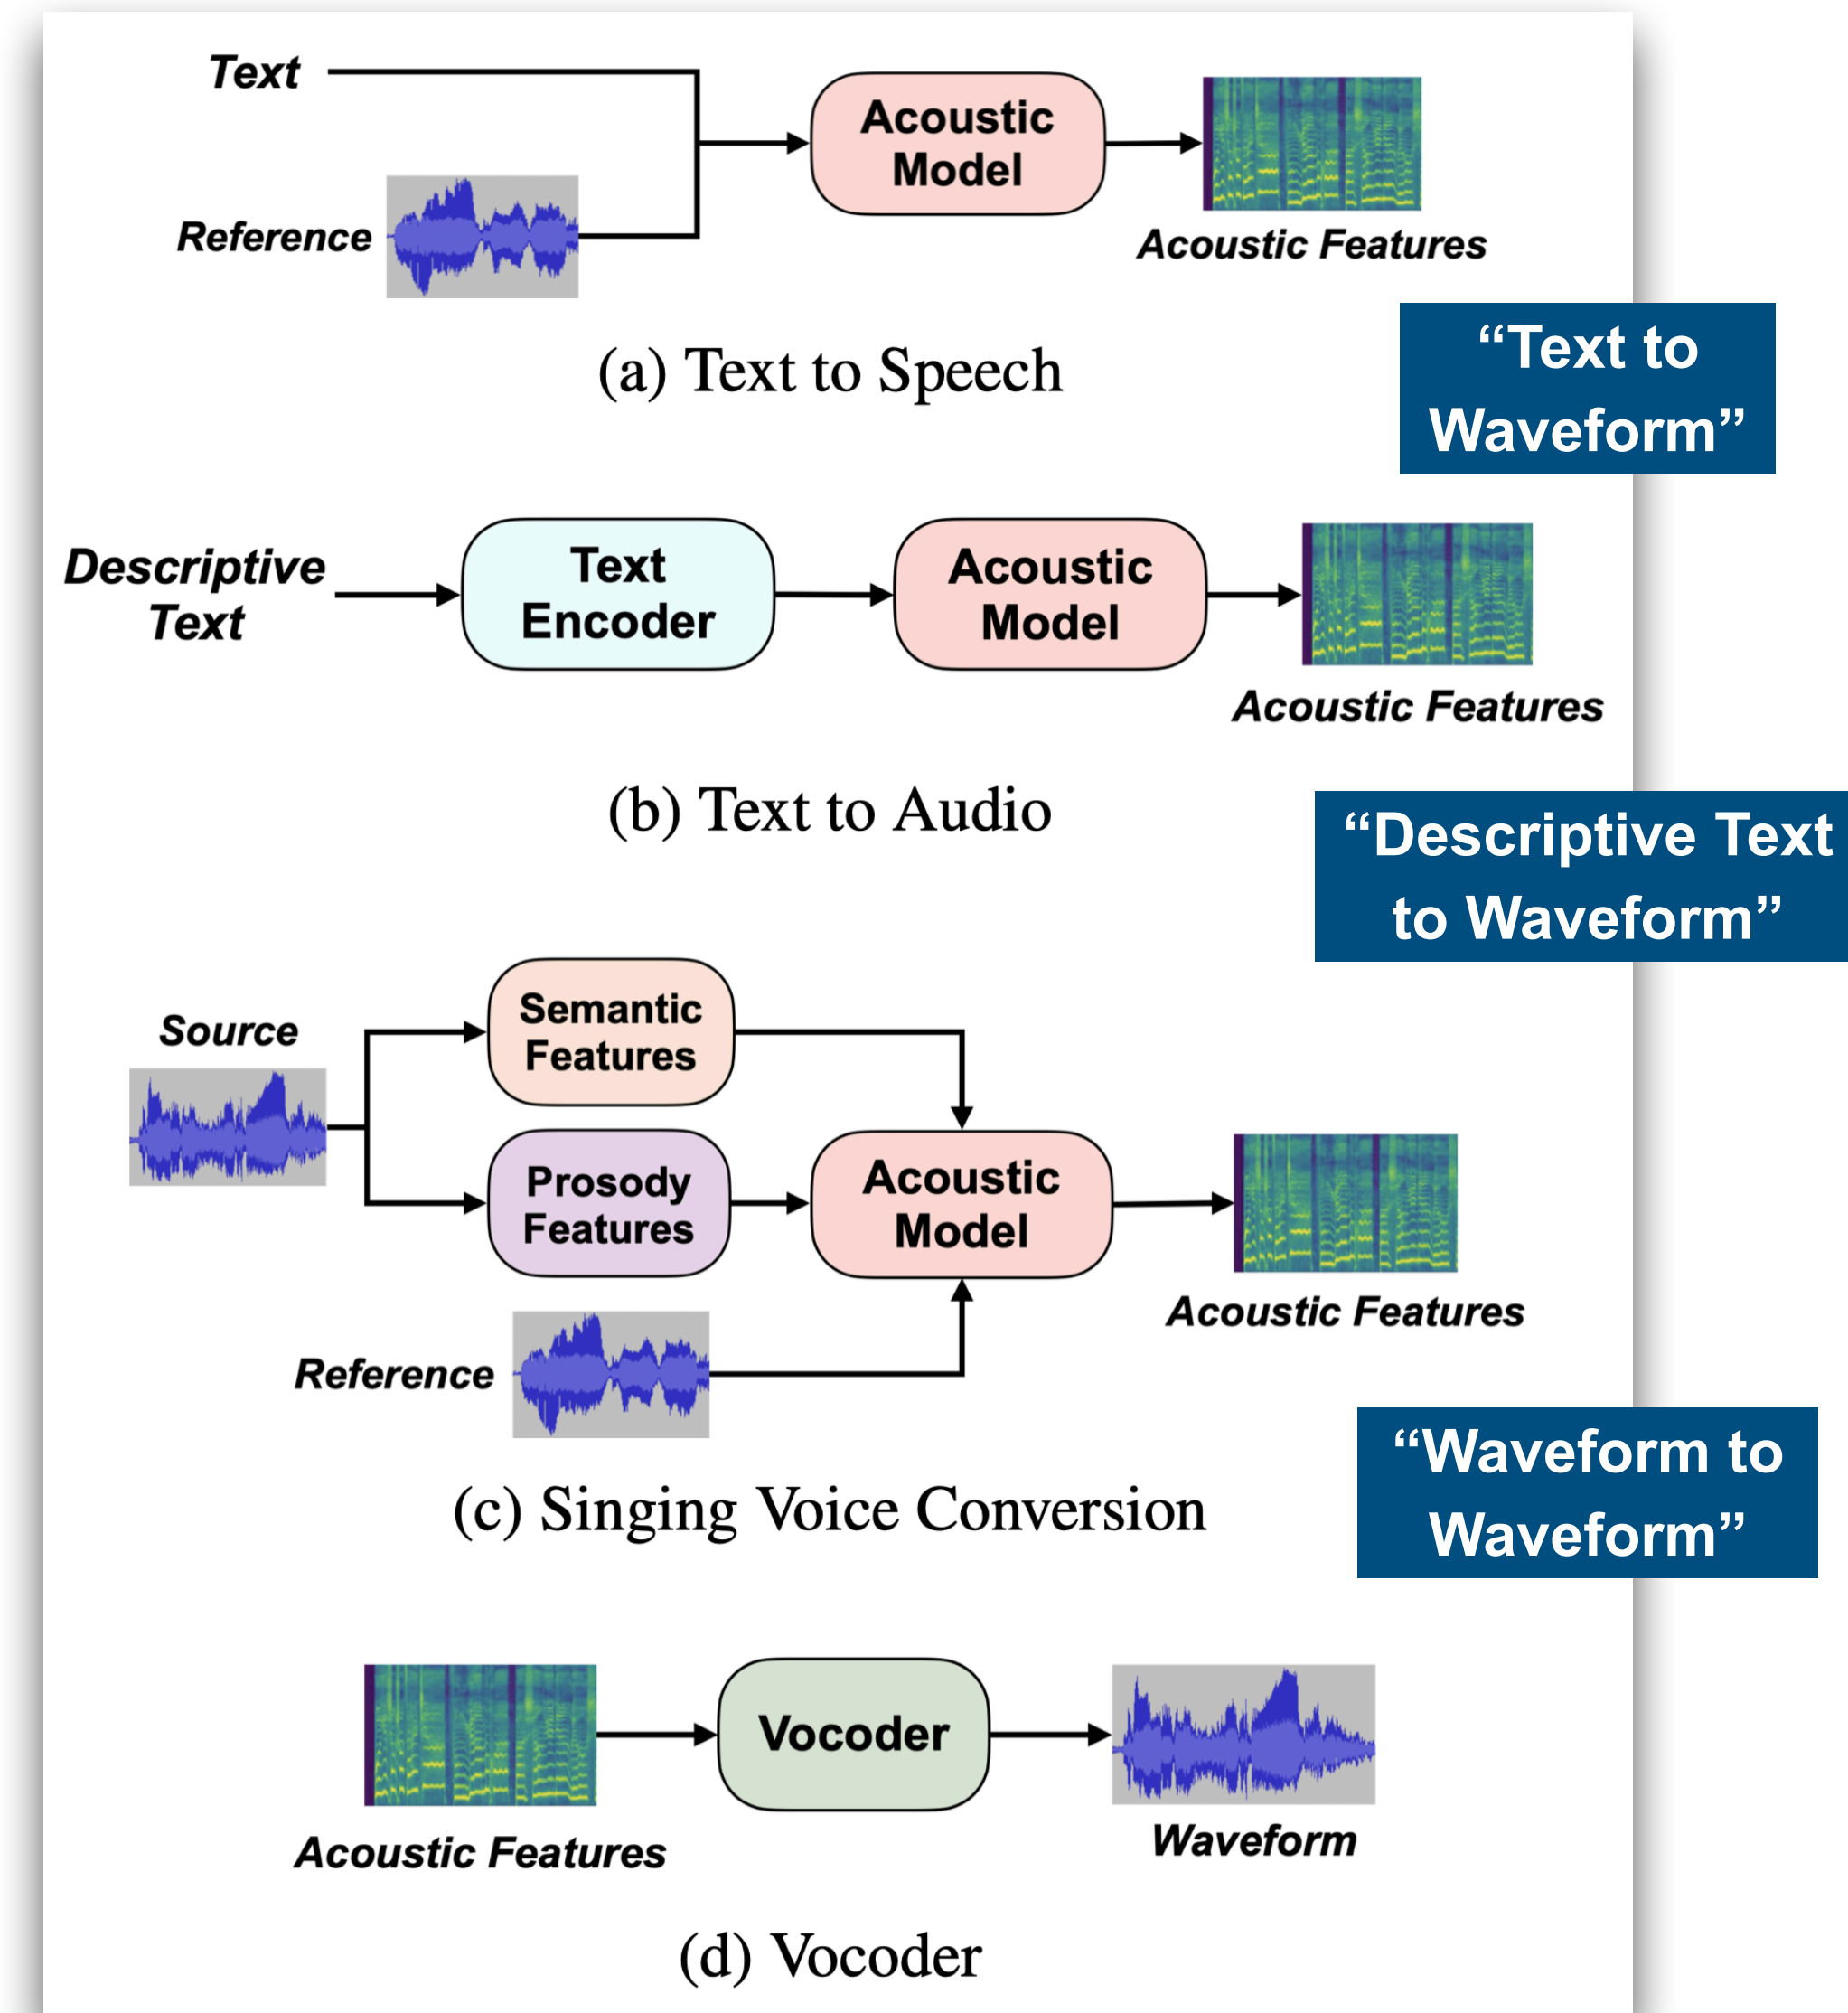 Text
Acoustic
Model
Reference
Acoustic Features
(a) Text to Speech
“Text to
Waveform”
Descriptive
Text
Text
Encoder
Acoustic
Model
Acoustic Features
(b) Text to Audio
“Descriptive Text
to Waveform”
Source
Semantic
Features
Prosody
Features
Acoustic
Model
Acoustic Features
Reference
(c) Singing Voice Conversion
“Waveform to
Waveform”
Vocoder
Acoustic Features
Waveform
(d) Vocoder